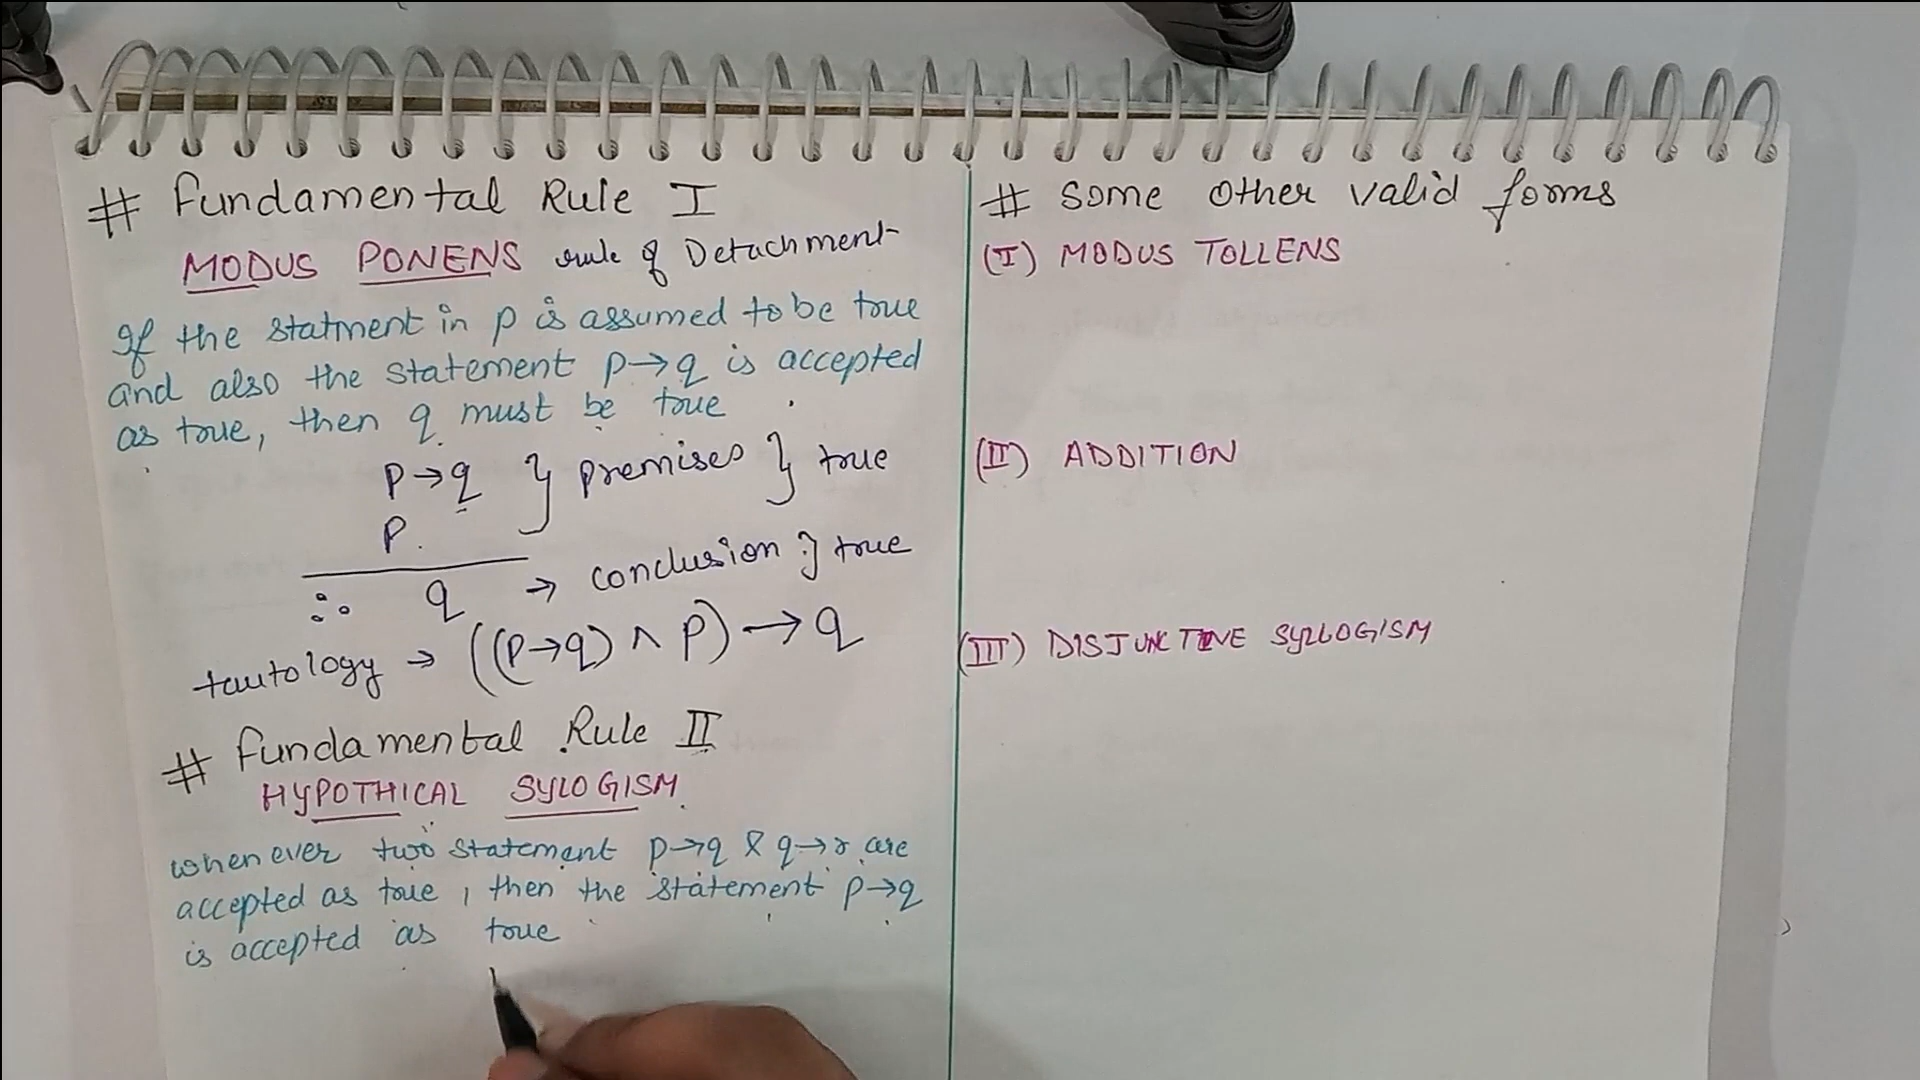 # Fundamental Rule I
MODUS PONENS rule of Detachment
If the statment in p is assumed to be true
and also the statement p→q is accepted
as true, then q must be true
p→q } premises } true
p.
∴ q → conclusion } true
tautology → ((p→q) ∧ p) → q
# Fundamental Rule II
HYPOTHICAL SYLOGISM
when ever two statement p→q & q→r are
accepted as true, then the statement p→q
is accepted as true
# Some Other valid forms
(I) MODUS TOLLENS
(II) ADDITION
(III) DISJUNCTIVE SYLLOGISM